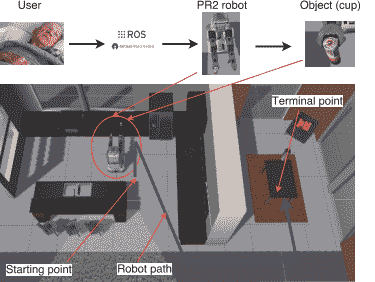 User
PR2 robot
Object (cup)
ROS
Terminal point
Starting point
Robot path